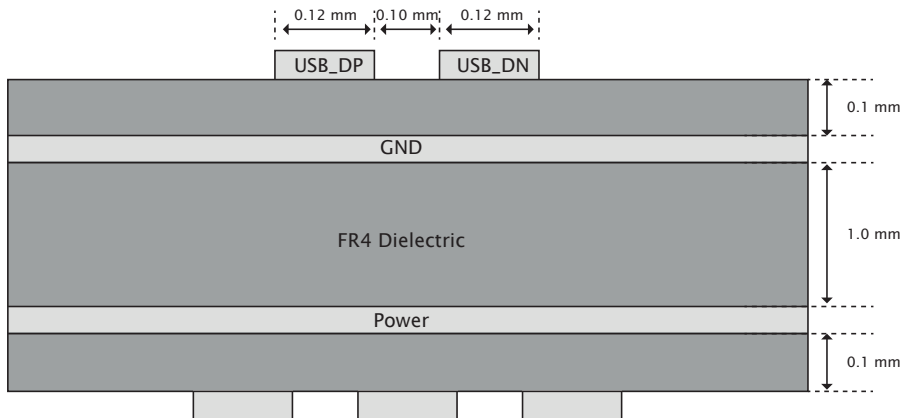 0.12 mm 0.10 mm 0.12 mm
USB_DP USB_DN
0.1 mm
GND
FR4 Dielectric 1.0 mm
Power
0.1 mm